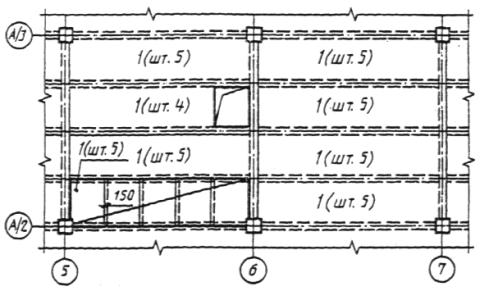 А/3
1(шт. 5) 1(шт. 5)
1(шт. 4) 1(шт. 5)
1(шт. 5) 1(шт. 5) 1(шт. 5)
150 1(шт. 5)
А/2
5 6 7